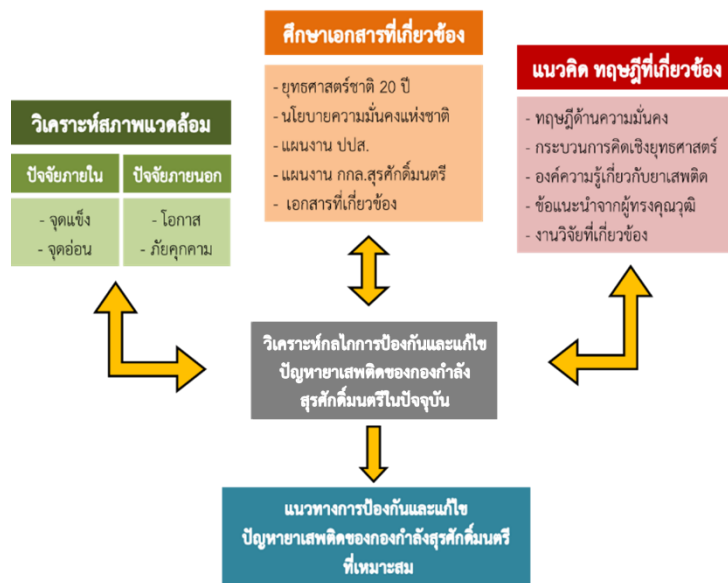 วิเคราะห์สภาพแวดล้อม
ปัจจัยภายใน
ปัจจัยภายนอก
- จุดแข็ง
- จุดอ่อน
- โอกาส
- ภัยคุกคาม
ศึกษาเอกสารที่เกี่ยวข้อง
- ยุทธศาสตร์ชาติ 20 ปี
- นโยบายความมั่นคงแห่งชาติ
- แผนงาน ปปส.
- แผนงาน กกล.สุรศักดิ์มนตรี
- เอกสารที่เกี่ยวข้อง
แนวคิด ทฤษฎีที่เกี่ยวข้อง
- ทฤษฎีด้านความมั่นคง
- กระบวนการคิดเชิงยุทธศาสตร์
- องค์ความรู้เกี่ยวกับยาเสพติด
- ข้อแนะนำจากผู้ทรงคุณวุฒิ
- งานวิจัยที่เกี่ยวข้อง
วิเคราะห์กลไกการป้องกันและแก้ไข
ปัญหายาเสพติดของกองกำลัง
สุรศักดิ์มนตรีในปัจจุบัน
แนวทางการป้องกันและแก้ไข
ปัญหายาเสพติดของกองกำลังสุรศักดิ์มนตรี
ที่เหมาะสม